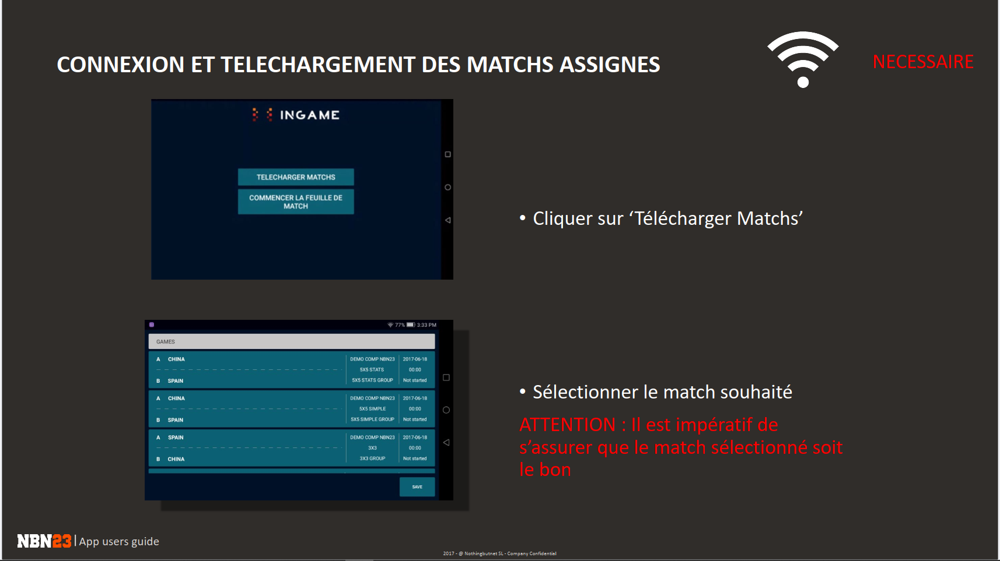 CONNEXION ET TELECHARGEMENT DES MATCHS ASSIGNES
NECESSAIRE
INGAME
TELECHARGER MATCHS
COMMENCER LA FEUILLE DE
MATCH
• Cliquer sur ‘Télécharger Matchs’
77% 3:33 PM
GAMES
A CHINA DEMO COMP NBN23 2017-06-18
5X5 STATS 00:00
B SPAIN 5X5 STATS GROUP Not started
A CHINA DEMO COMP NBN23 2017-06-18
5X5 SIMPLE 00:00
B SPAIN 5X5 SIMPLE GROUP Not started
A SPAIN DEMO COMP NBN23 2017-06-18
3X3 00:00
B CHINA 3X3 GROUP Not started
SAVE
• Sélectionner le match souhaité
ATTENTION : Il est impératif de
s’assurer que le match sélectionné soit
le bon
NBN23 | App users guide
2017 - @ Nothingbutnet SL - Company Confidential